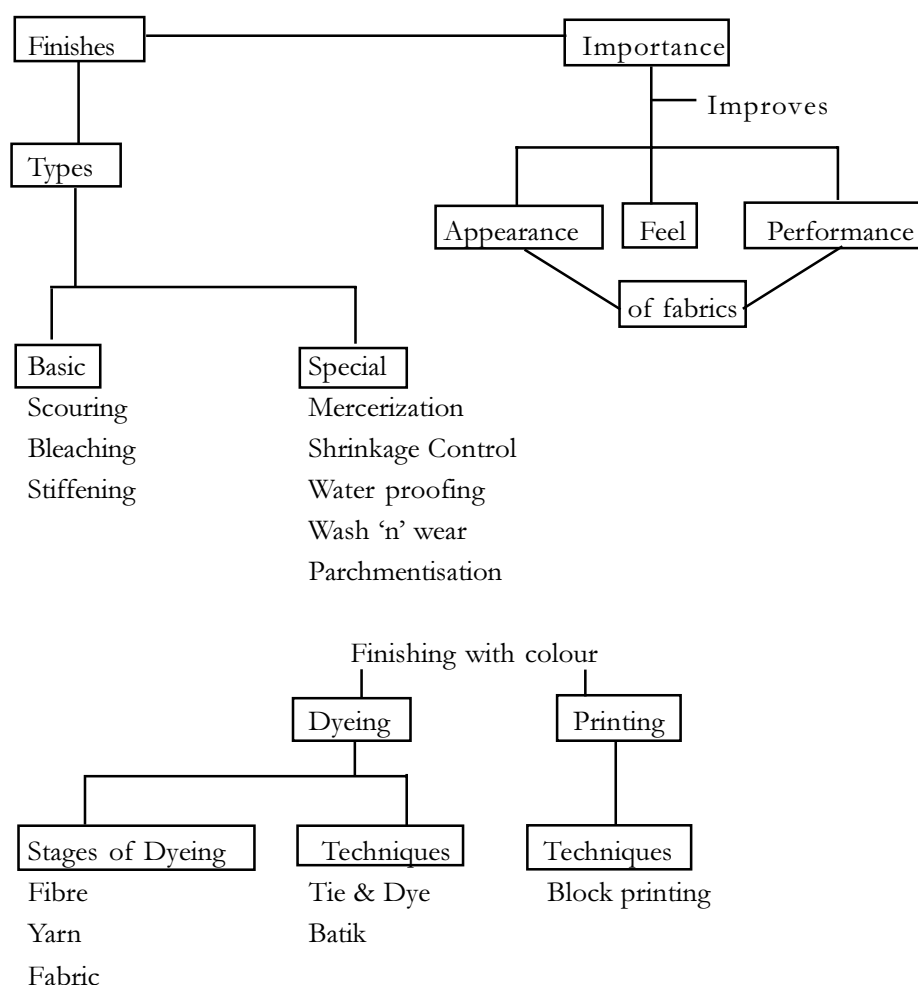 Finishes
Importance
Improves
Types
Appearance
Feel
Performance
of fabrics
Basic
Scouring
Bleaching
Stiffening
Special
Mercerization
Shrinkage Control
Water proofing
Wash ‘n’ wear
Parchmentisation
Finishing with colour
Dyeing
Printing
Stages of Dyeing
Fibre
Yarn
Fabric
Techniques
Tie & Dye
Batik
Techniques
Block printing